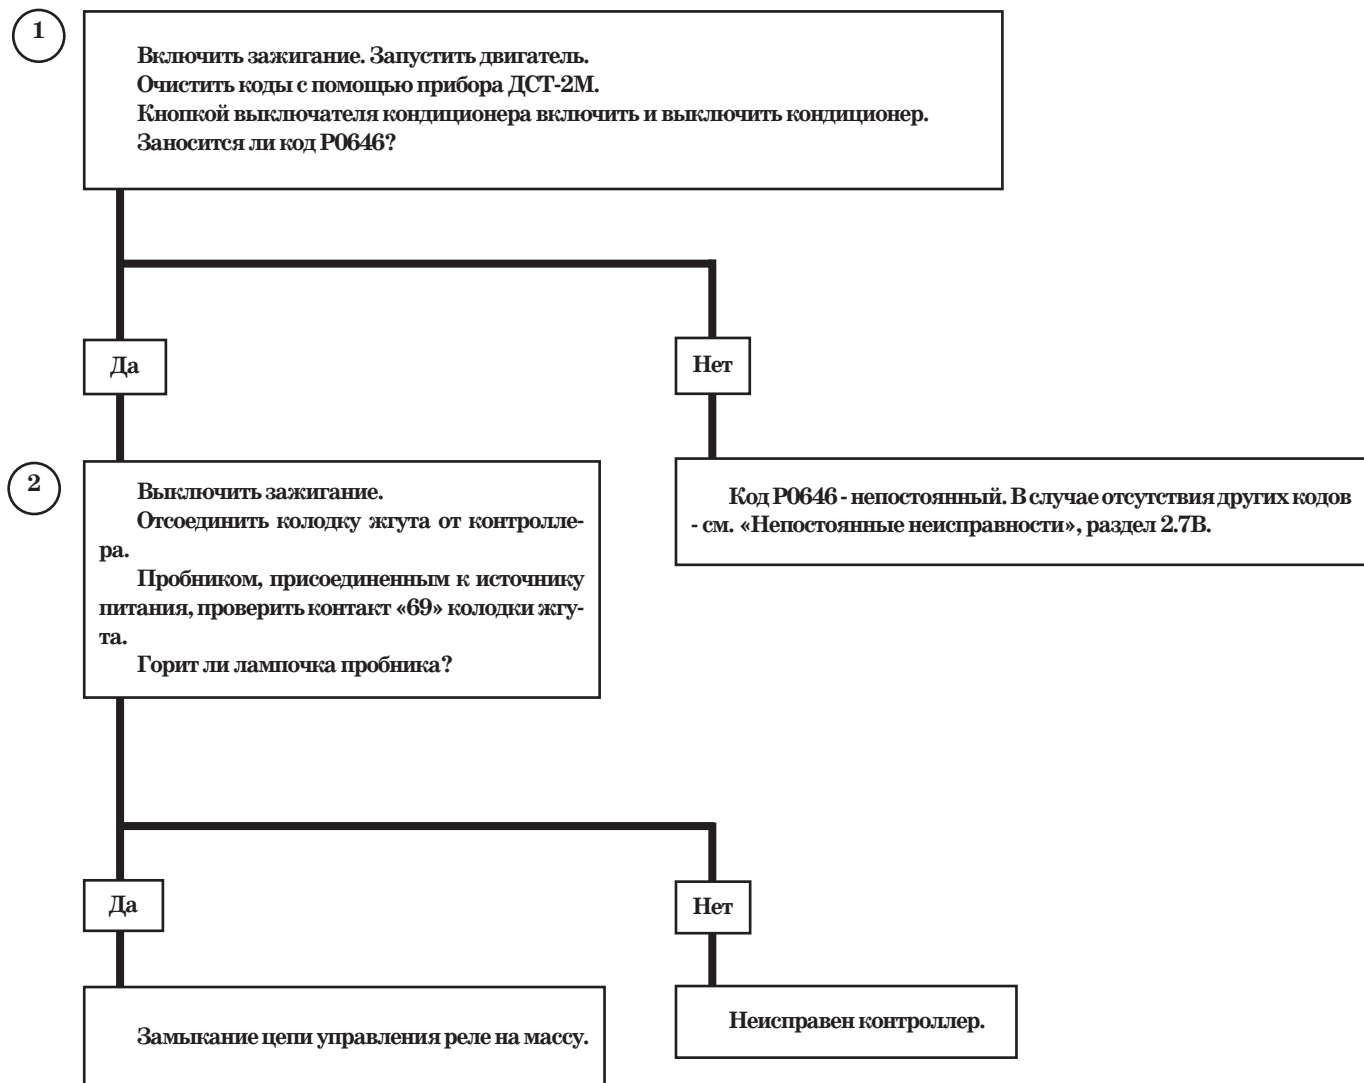 1
Включить зажигание. Запустить двигатель.
Очистить коды с помощью прибора ДСТ-2М.
Кнопкой выключателя кондиционера включить и выключить кондиционер.
Заносится ли код Р0646?
Да
Нет
2
Выключить зажигание.
Отсоединить колодку жгута от контролле-
ра.
Пробником, присоединенным к источнику
питания, проверить контакт «69» колодки жгу-
та.
Горит ли лампочка пробника?
Код Р0646 - непостоянный. В случае отсутствия других кодов
- см. «Непостоянные неисправности», раздел 2.7В.
Да
Нет
Замыкание цепи управления реле на массу.
Неисправен контроллер.